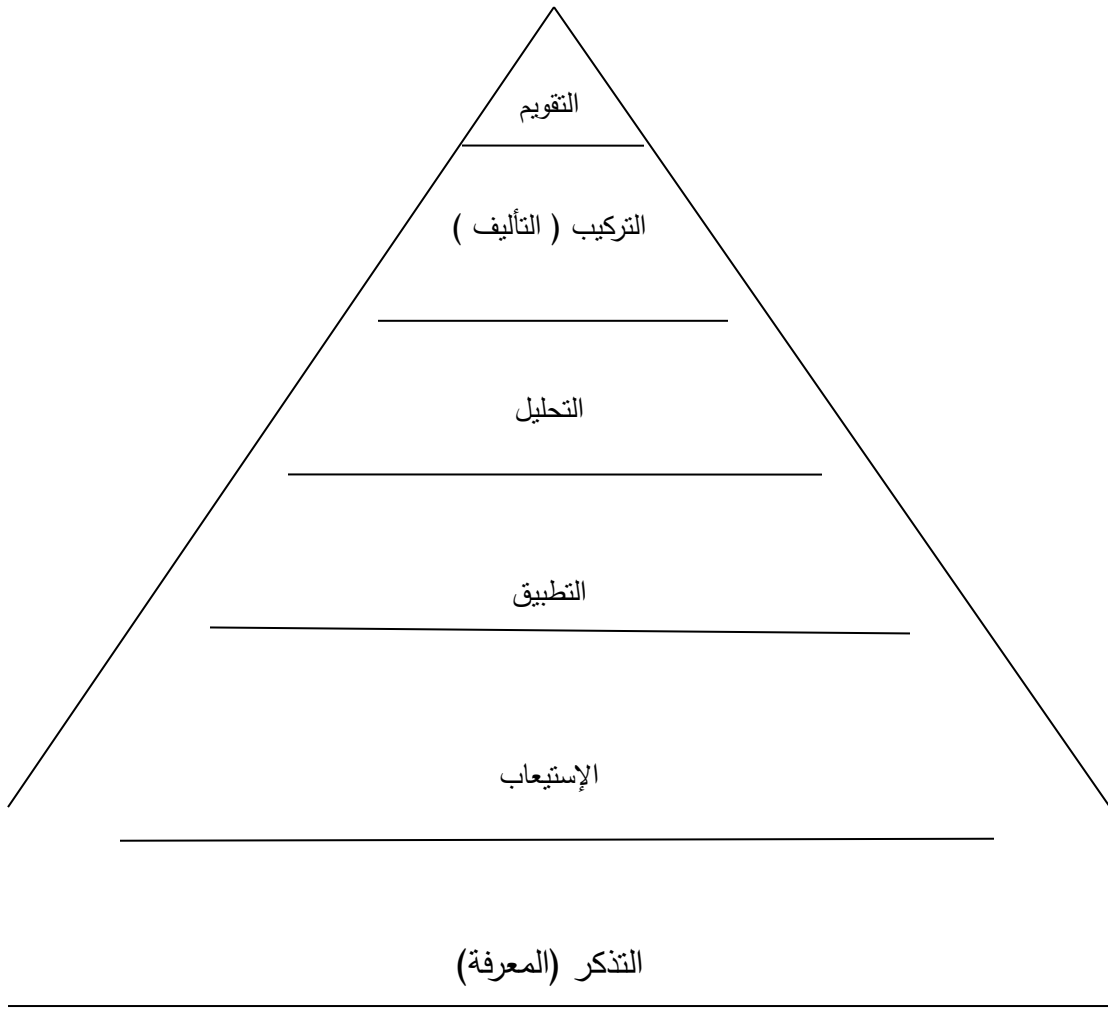 التقويم
التركيب ( التأليف )
التحليل
التطبيق
الإستيعاب
التذكر (المعرفة)